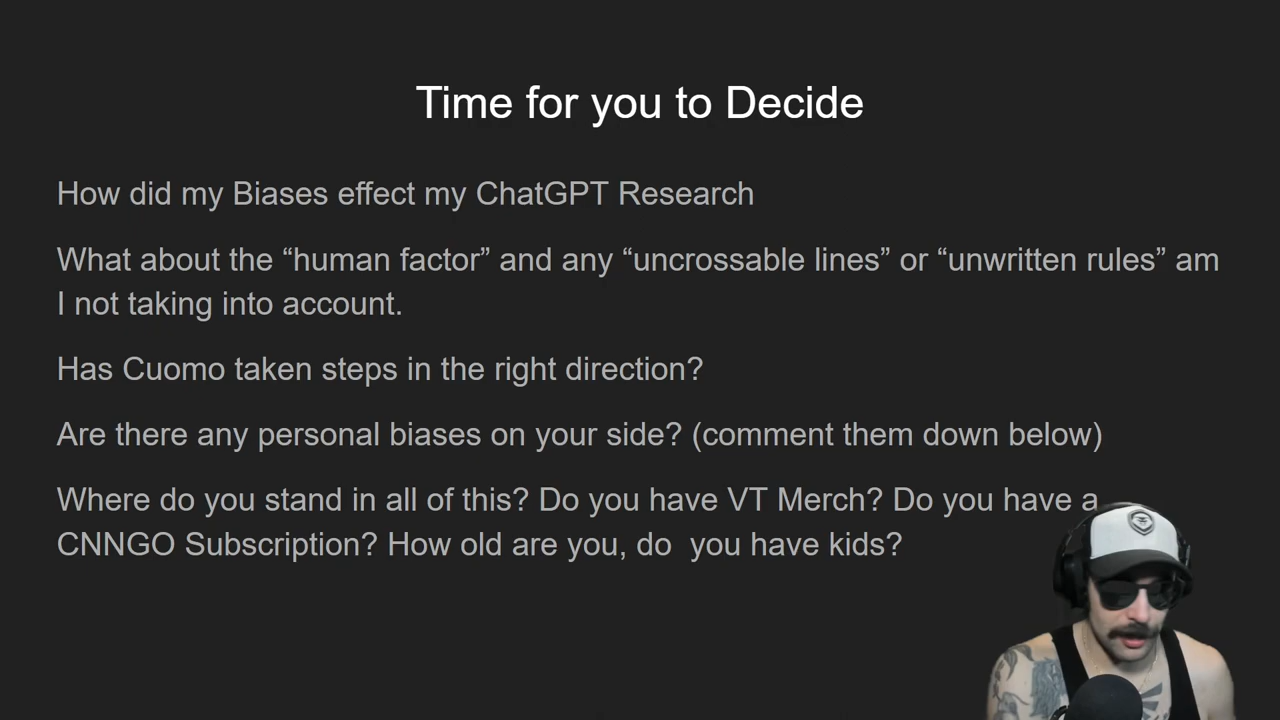 Time for you to Decide
How did my Biases effect my ChatGPT Research
What about the “human factor” and any “uncrossable lines” or “unwritten rules” am
I not taking into account.
Has Cuomo taken steps in the right direction?
Are there any personal biases on your side? (comment them down below)
Where do you stand in all of this? Do you have VT Merch? Do you have a
CNNGO Subscription? How old are you, do  you have kids?